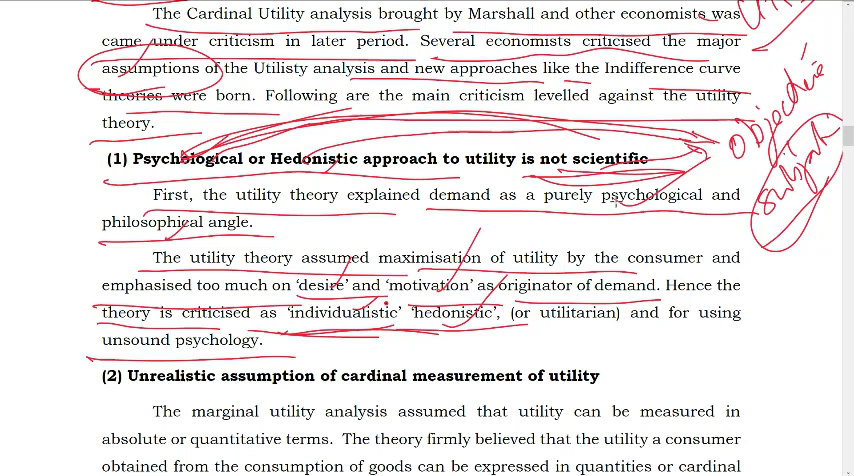 The Cardinal Utility analysis brought by Marshall and other economists was
came under criticism in later period. Several economists criticised the major
assumptions of the Utilisty analysis and new approaches like the Indifference curve
theories were born. Following are the main criticism levelled against the utility
theory.
Objective
(1) Psychological or Hedonistic approach to utility is not scientific
First, the utility theory explained demand as a purely psychological and
philosophical angle.
The utility theory assumed maximisation of utility by the consumer and
emphasised too much on 'desire' and 'motivation' as originator of demand. Hence the
theory is criticised as 'individualistic' 'hedonistic', (or utilitarian) and for using
unsound psychology.
(2) Unrealistic assumption of cardinal measurement of utility
The marginal utility analysis assumed that utility can be measured in
absolute or quantitative terms. The theory firmly believed that the utility a consumer
obtained from the consumption of goods can be expressed in quantities or cardinal